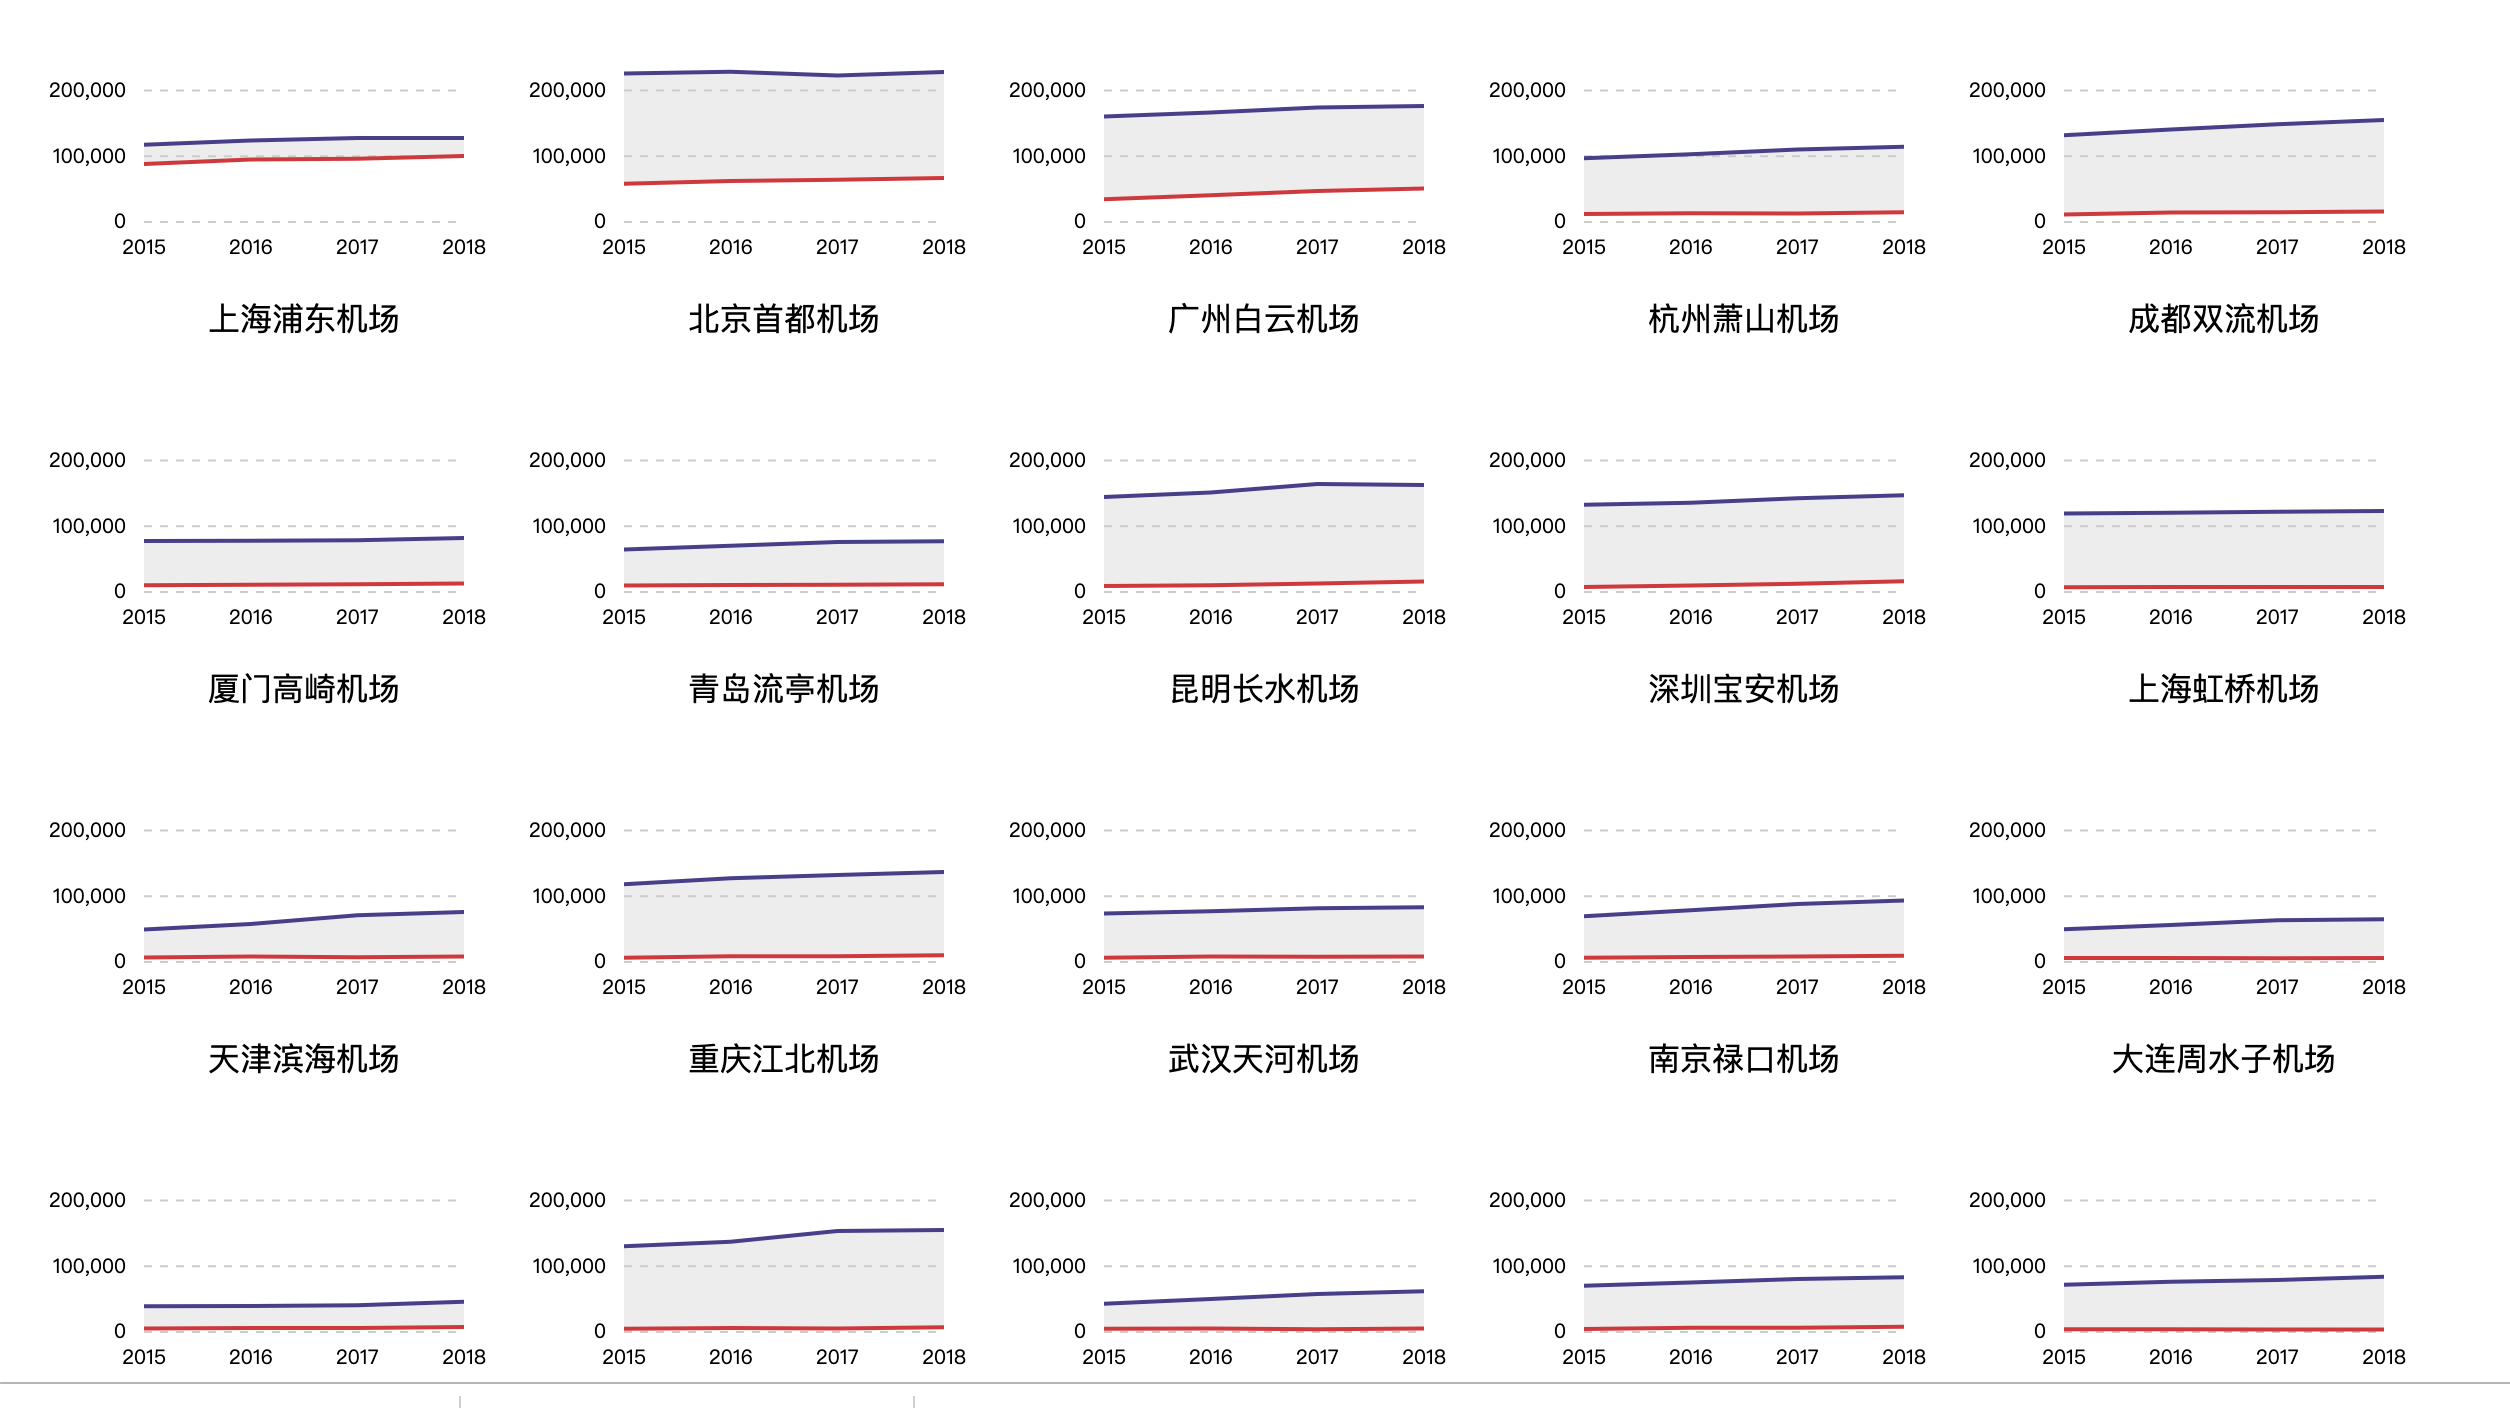 200,000 200,000 200,000 200,000 200,000
100,000 100,000 100,000 100,000 100,000
0 0 0 0 0
2015 2016 2017 2018 2015 2016 2017 2018 2015 2016 2017 2018 2015 2016 2017 2018 2015 2016 2017 2018
上海浦东机场 北京首都机场 广州白云机场 杭州萧山机场 成都双流机场
200,000 200,000 200,000 200,000 200,000
100,000 100,000 100,000 100,000 100,000
0 0 0 0 0
2015 2016 2017 2018 2015 2016 2017 2018 2015 2016 2017 2018 2015 2016 2017 2018 2015 2016 2017 2018
厦门高崎机场 青岛流亭机场 昆明长水机场 深圳宝安机场 上海虹桥机场
200,000 200,000 200,000 200,000 200,000
100,000 100,000 100,000 100,000 100,000
0 0 0 0 0
2015 2016 2017 2018 2015 2016 2017 2018 2015 2016 2017 2018 2015 2016 2017 2018 2015 2016 2017 2018
天津滨海机场 重庆江北机场 武汉天河机场 南京禄口机场 大连周水子机场
200,000 200,000 200,000 200,000 200,000
100,000 100,000 100,000 100,000 100,000
0 0 0 0 0
2015 2016 2017 2018 2015 2016 2017 2018 2015 2016 2017 2018 2015 2016 2017 2018 2015 2016 2017 2018